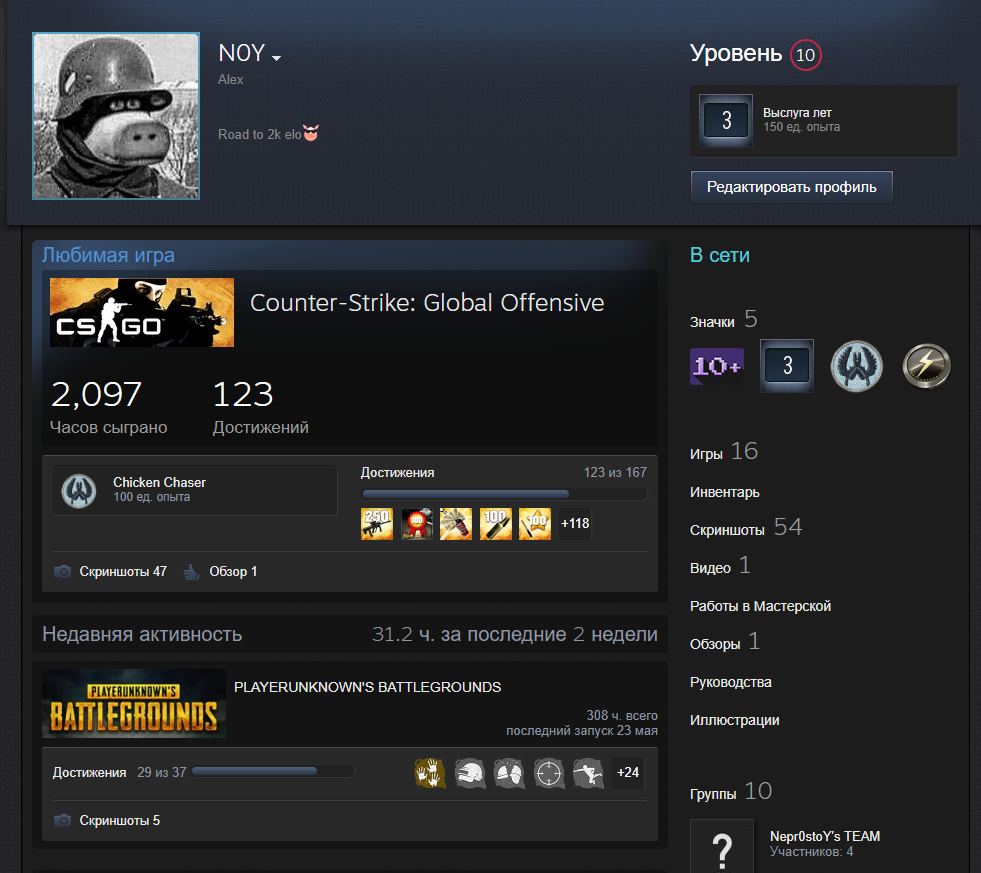 N0Y
Alex
Road to 2k elo
Уровень 10
3
Выслуга лет
150 ед. опыта
Редактировать профиль
Любимая игра
CS GO
Counter-Strike: Global Offensive
2,097
Часов сыграно
123
Достижений
Chicken Chaser
100 ед. опыта
Достижения
123 из 167
250
100
100
100
+118
Скриншоты 47
Обзор 1
Недавняя активность
31.2 ч. за последние 2 недели
PLAYERUNKNOWN'S
BATTLEGROUNDS
PLAYERUNKNOWN'S BATTLEGROUNDS
308 ч. всего
последний запуск 23 мая
Достижения 29 из 37
+24
Скриншоты 5
В сети
Значки 5
10+
3
Игры 16
Инвентарь
Скриншоты 54
Видео 1
Работы в Мастерской
Обзоры 1
Руководства
Иллюстрации
Группы 10
?
Nepr0stoY's TEAM
Участников: 4